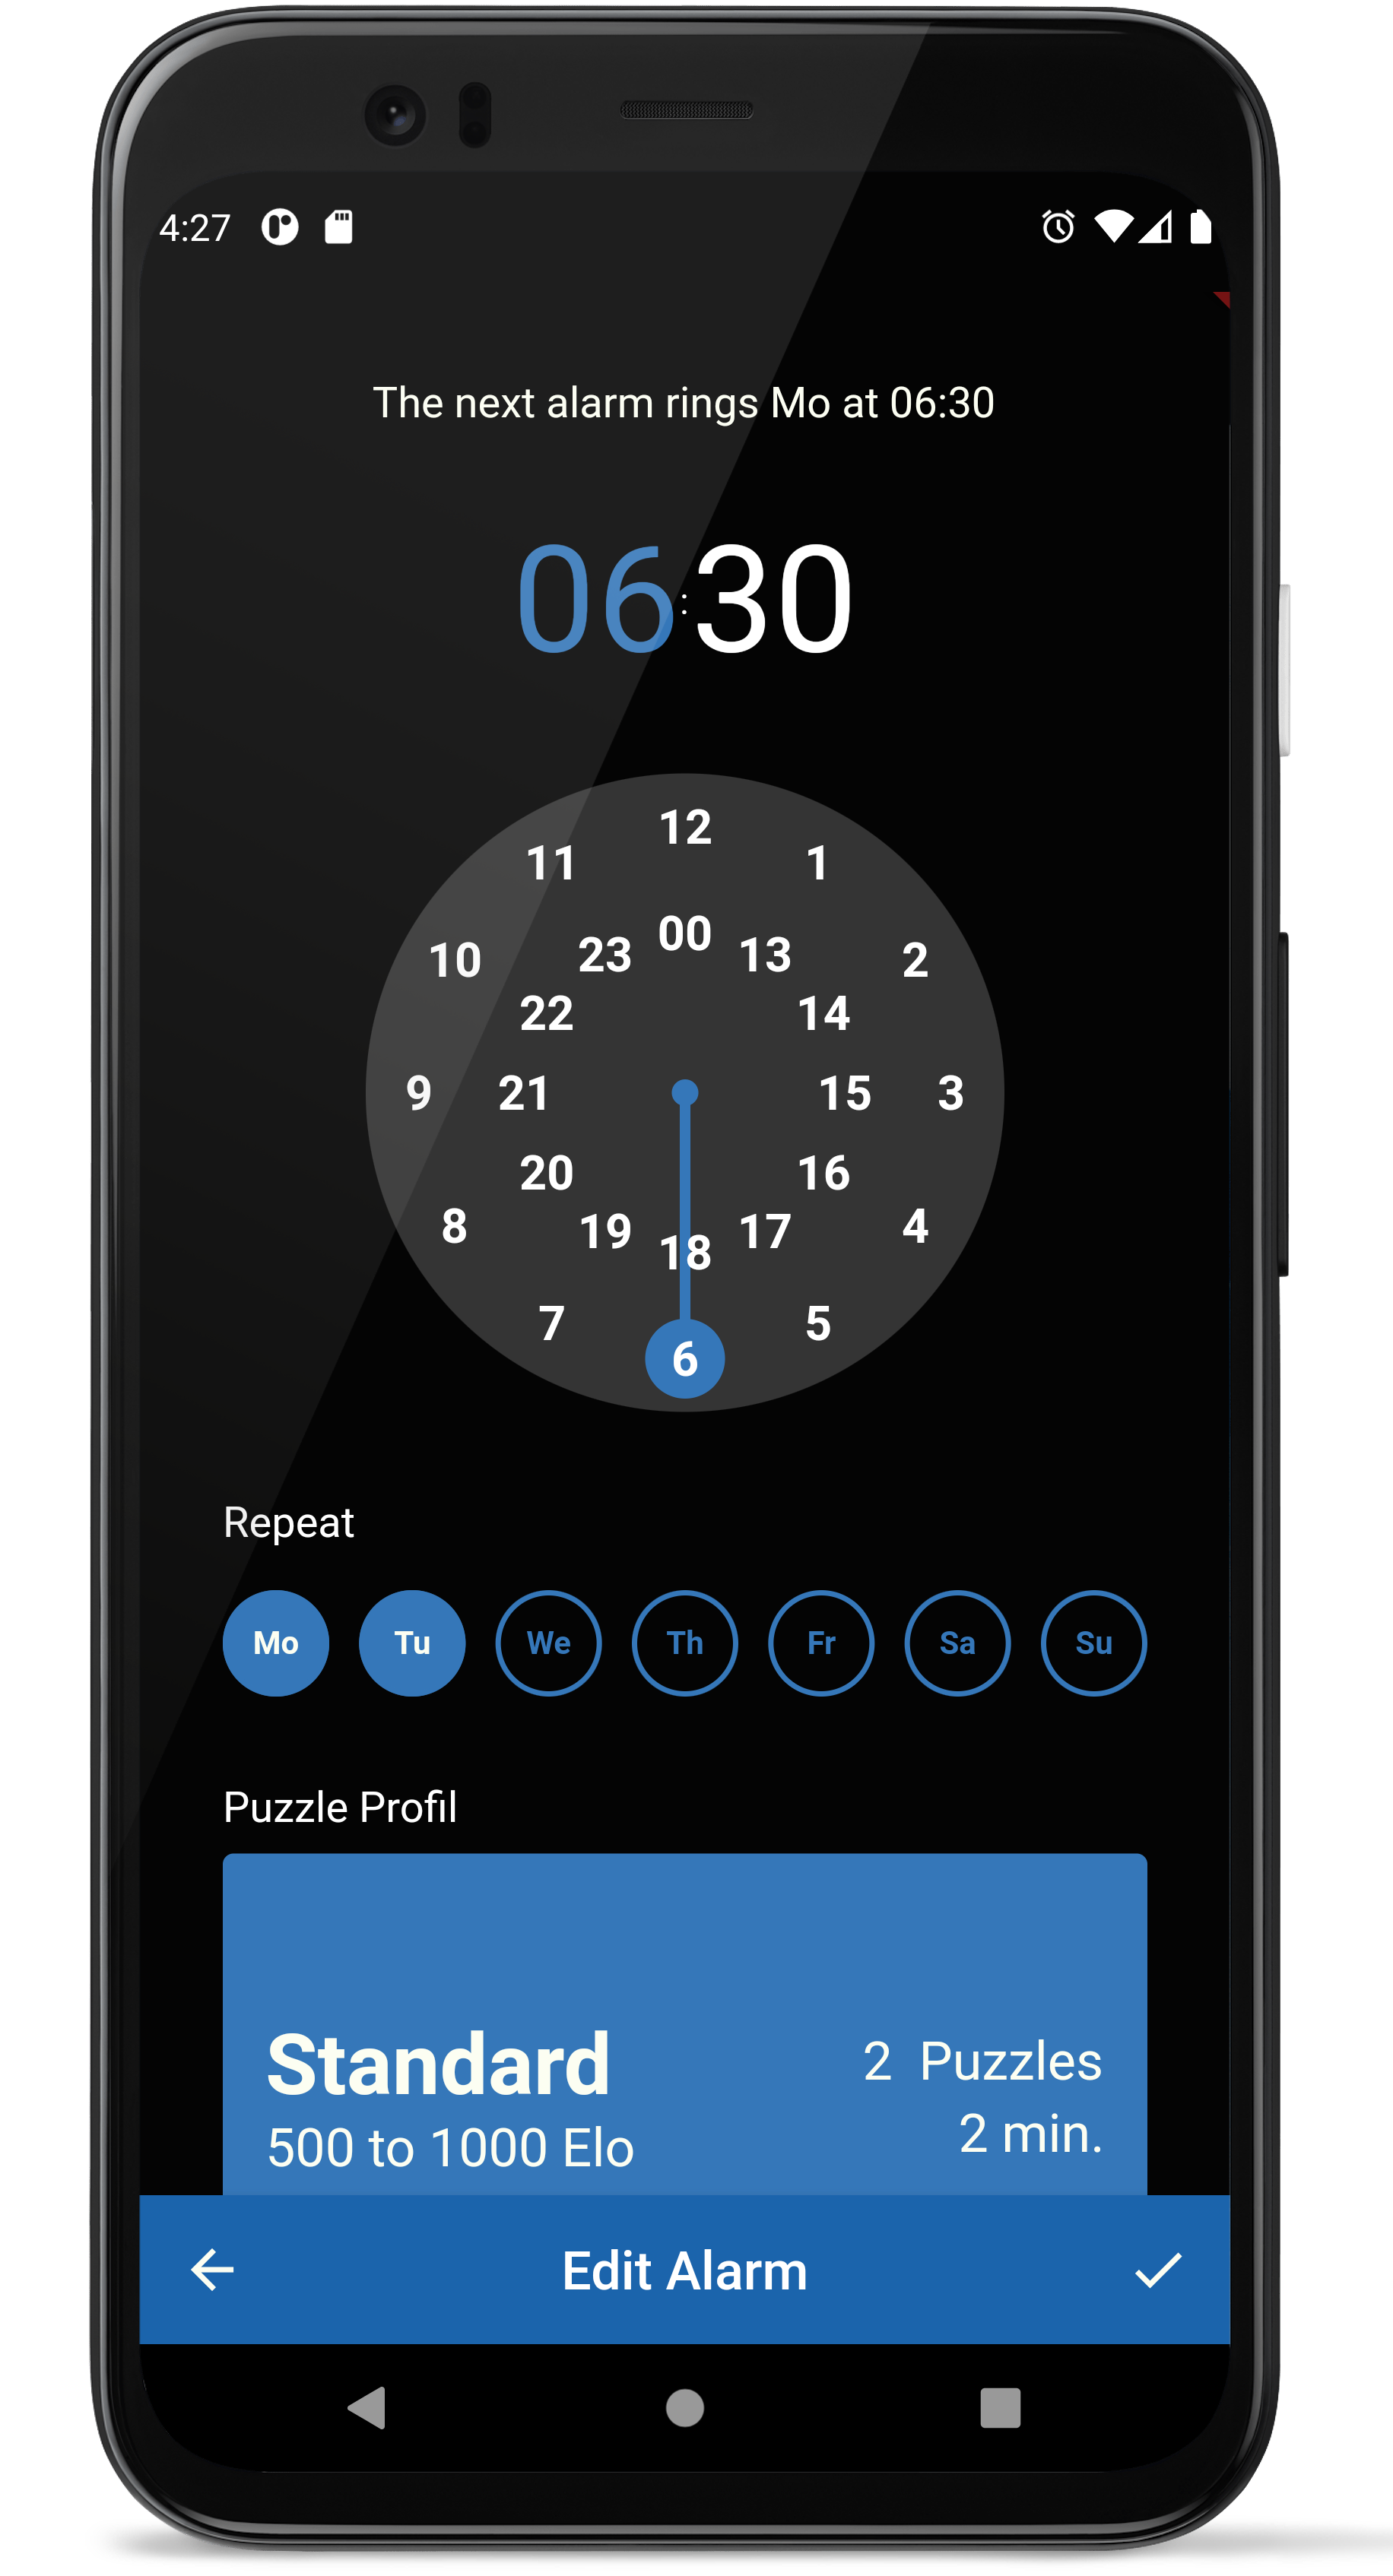 4:27
The next alarm rings Mo at 06:30
06:30
12
11 1
00
23 13
10 2
22 14
9 21 15 3
20 16
8 4
19 17
18
7 5
6
Repeat
Mo Tu We Th Fr Sa Su
Puzzle Profil
Standard
2 Puzzles
500 to 1000 Elo
2 min.
Edit Alarm